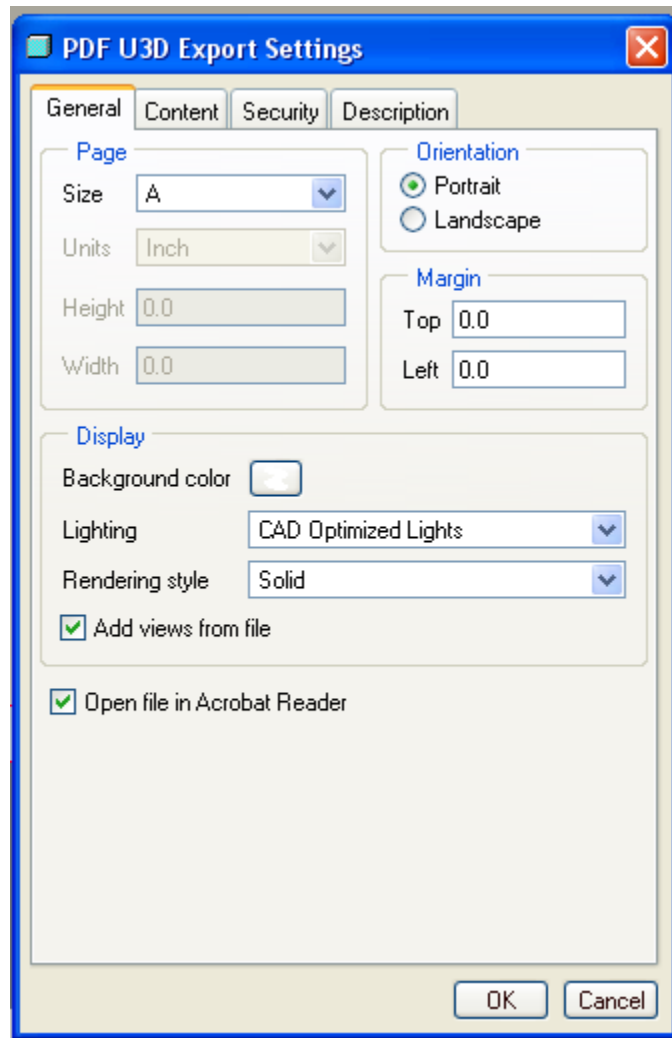 PDF U3D Export Settings
General Content Security Description
Page
Size A
Units Inch
Height 0.0
Width 0.0
Orientation
Portrait
Landscape
Margin
Top 0.0
Left 0.0
Display
Background color
Lighting CAD Optimized Lights
Rendering style Solid
Add views from file
Open file in Acrobat Reader
OK Cancel